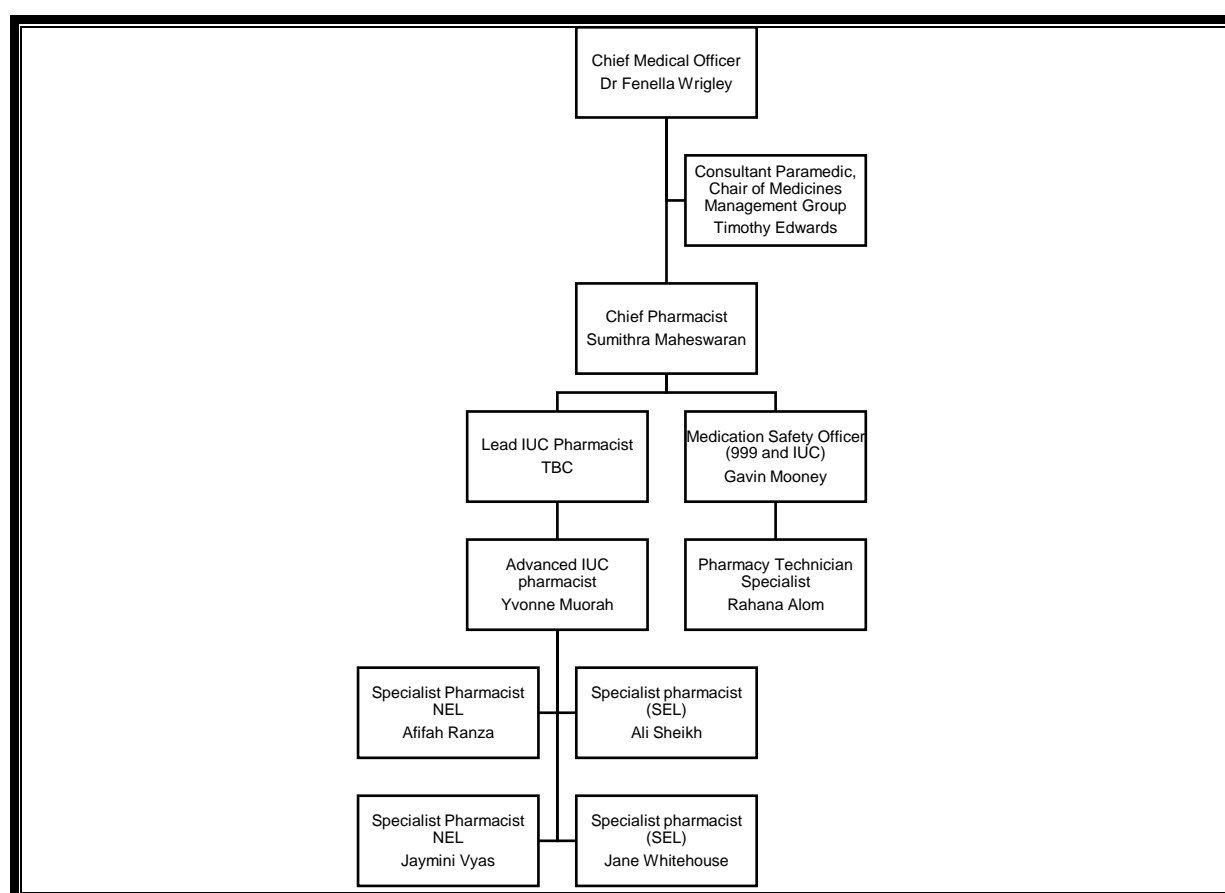 Chief Medical Officer
Dr Fenella Wrigley
Consultant Paramedic,
Chair of Medicines
Management Group
Timothy Edwards
Chief Pharmacist
Sumithra Maheswaran
Lead IUC Pharmacist
TBC
Medication Safety Officer
(999 and IUC)
Gavin Mooney
Advanced IUC
pharmacist
Yvonne Muorah
Pharmacy Technician
Specialist
Rahana Alom
Specialist Pharmacist
NEL
Afifah Ranza
Specialist pharmacist
(SEL)
Ali Sheikh
Specialist Pharmacist
NEL
Jaymini Vyas
Specialist pharmacist
(SEL)
Jane Whitehouse